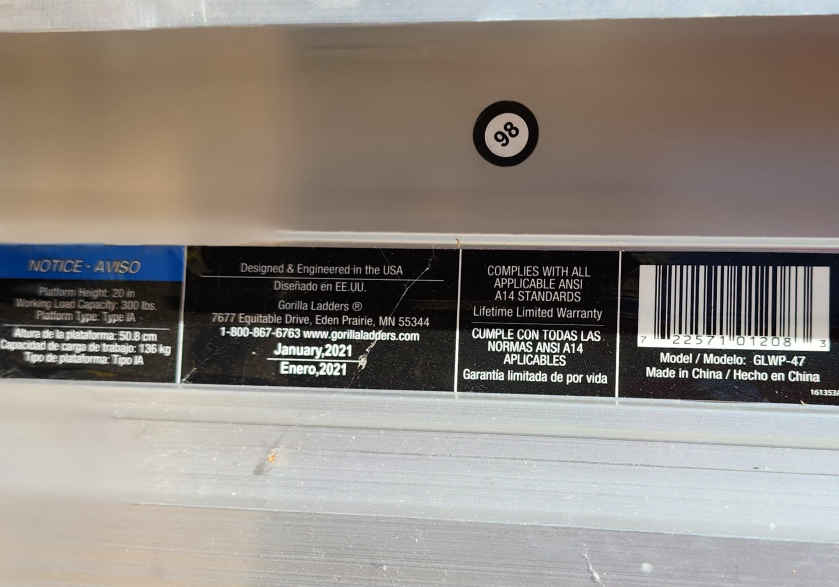 98
NOTICE - AVISO
Platform Height: 20 in
Working Load Capacity: 300 lbs.
Platform Type: Type IA
Altura de la plataforma: 50.8 cm
Capacidad de carga de trabajo: 136 kg
Tipo de plataforma: Tipo IA
Designed & Engineered in the USA
Diseñado en EE.UU.
Gorilla Ladders ®
7677 Equitable Drive, Eden Prairie, MN 55344
1-800-867-6763 www.gorillaladders.com
January,2021
Enero,2021
COMPLIES WITH ALL
APPLICABLE ANSI
A14 STANDARDS
Lifetime Limited Warranty
CUMPLE CON TODAS LAS
NORMAS ANSI A14
APLICABLES
Garantía limitada de por vida
7 22571 01208 3
Model / Modelo: GLWP-47
Made in China / Hecho en China